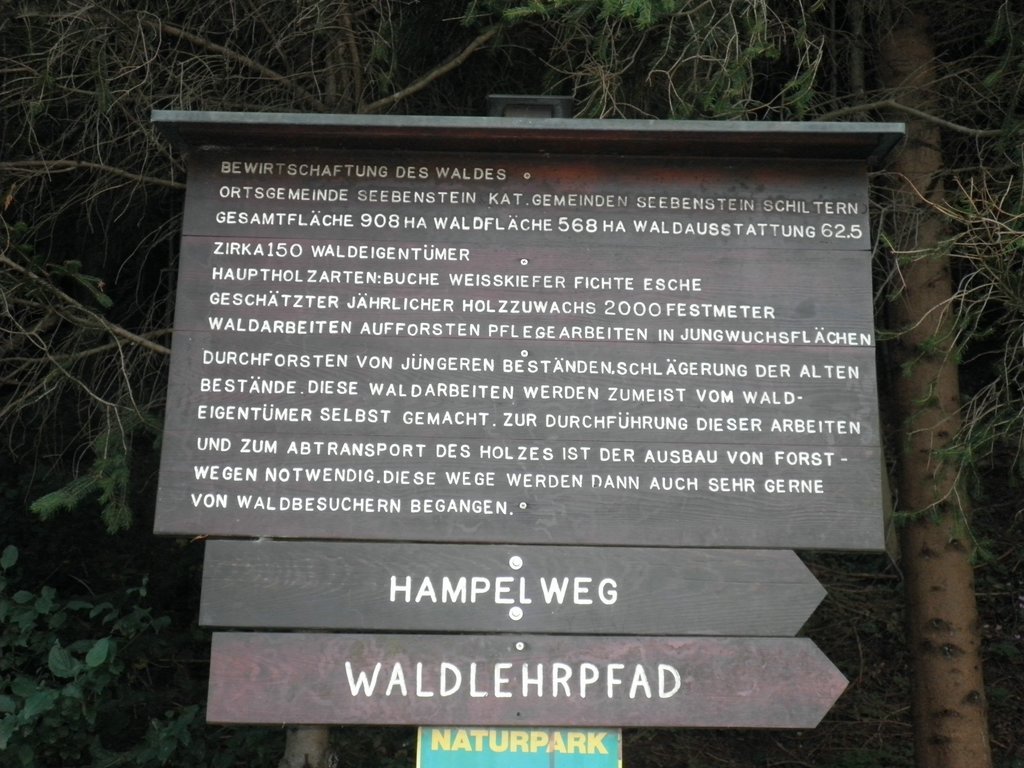 BEWIRTSCHAFTUNG DES WALDES
ORTSGEMEINDE SEEBENSTEIN KAT.GEMEINDEN SEEBENSTEIN SCHILTERN
GESAMTFLÄCHE 908 HA WALDFLÄCHE 568 HA WALDAUSSTATTUNG 62.5
ZIRKA 150 WALDEIGENTÜMER
HAUPTHOLZARTEN:BUCHE WEISSKIEFER FICHTE ESCHE
GESCHÄTZTER JÄHRLICHER HOLZZUWACHS 2000 FESTMETER
WALDARBEITEN AUFFORSTEN PFLEGEARBEITEN IN JUNGWUCHSFLÄCHEN
DURCHFORSTEN VON JÜNGEREN BESTÄNDEN.SCHLÄGERUNG DER ALTEN
BESTÄNDE.DIESE WALDARBEITEN WERDEN ZUMEIST VOM WALD-
EIGENTÜMER SELBST GEMACHT. ZUR DURCHFÜHRUNG DIESER ARBEITEN
UND ZUM ABTRANSPORT DES HOLZES IST DER AUSBAU VON FORST-
WEGEN NOTWENDIG.DIESE WEGE WERDEN DANN AUCH SEHR GERNE
VON WALDBESUCHERN BEGANGEN.
HAMPELWEG
WALDLEHRPFAD
NATURPARK